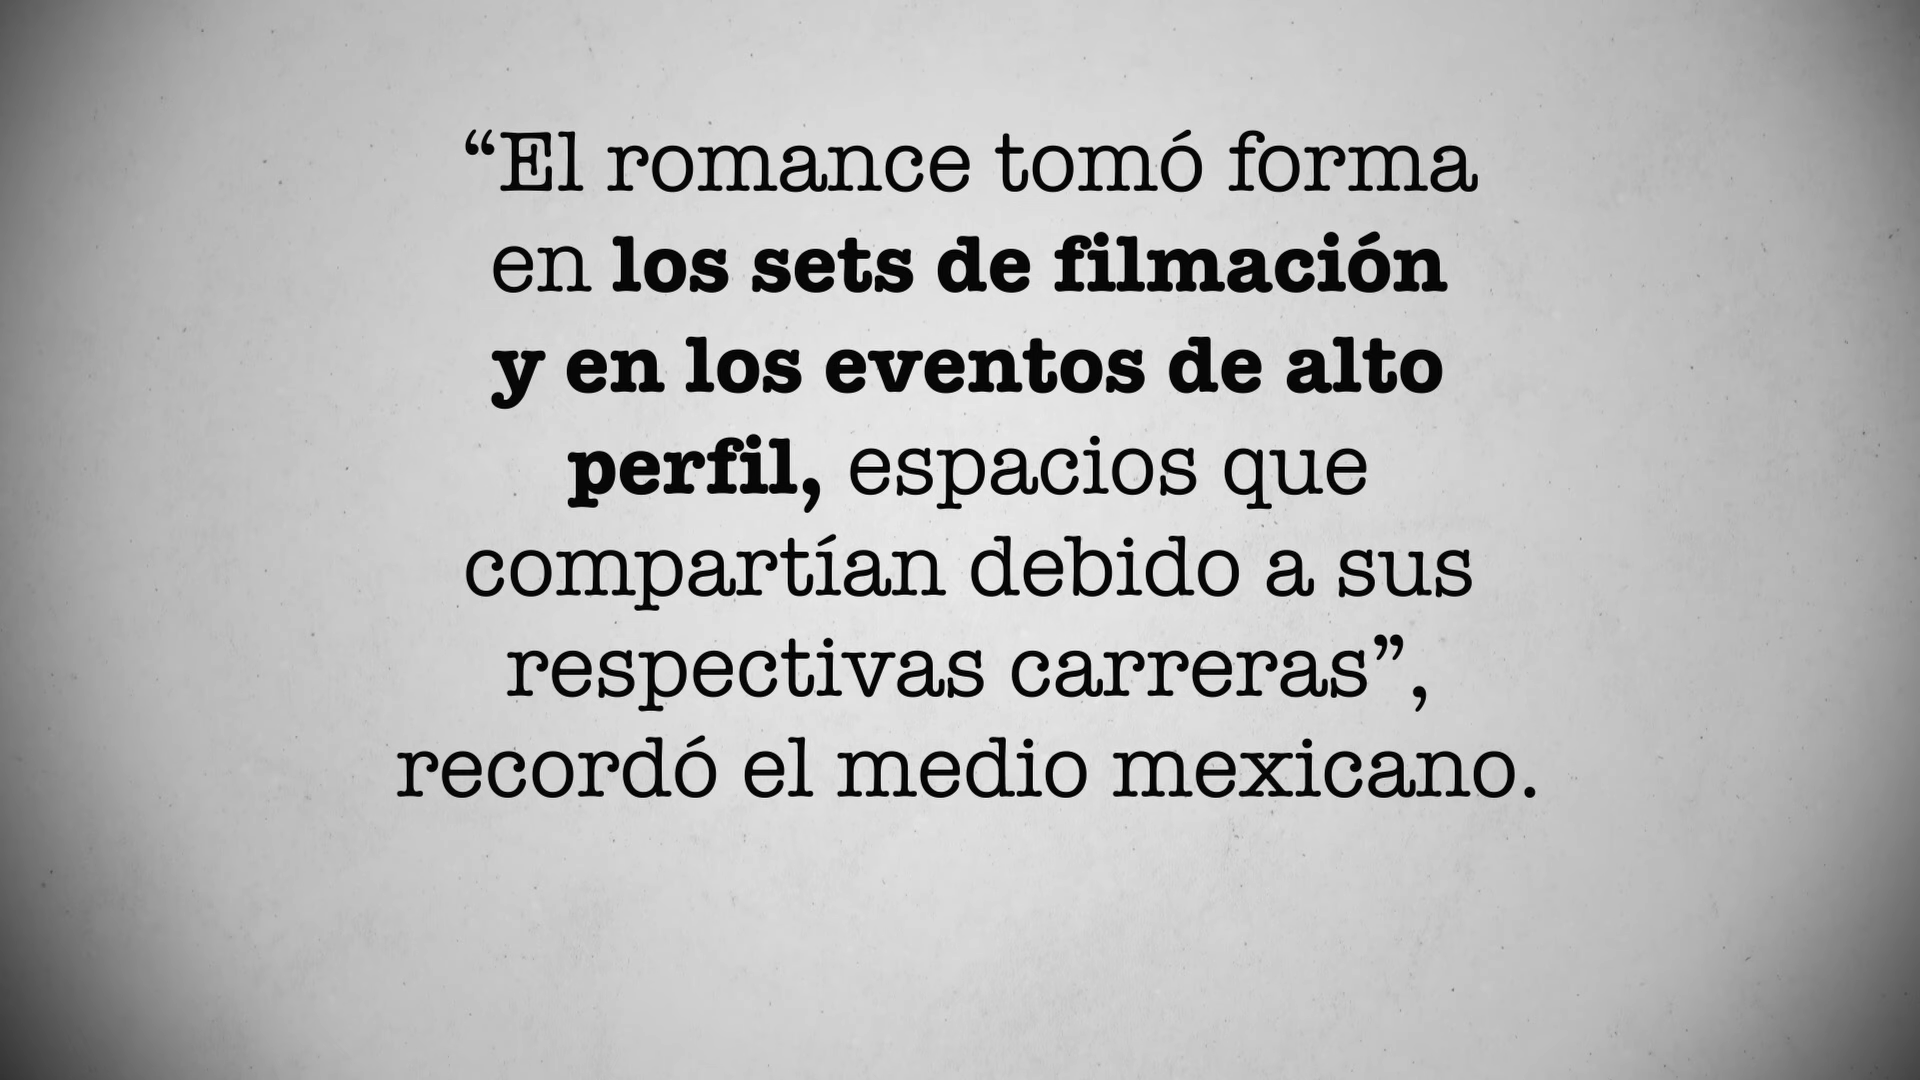 “El romance tomó forma
en los sets de filmación
y en los eventos de alto
perfil, espacios que
compartían debido a sus
respectivas carreras”,
recordó el medio mexicano.